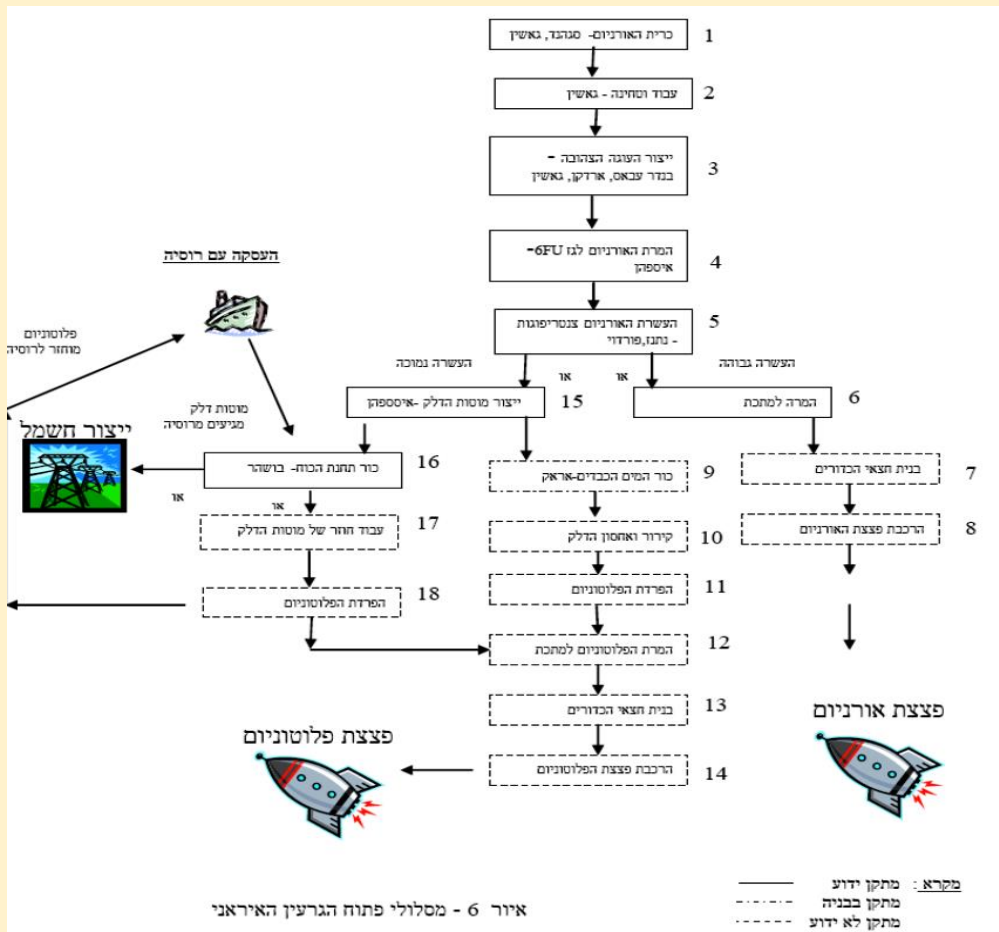 כרית האורניום- סגהנד, גאשין
1
עבוד וטחינה - גאשין
2
ייצור העוגה הצהובה -
בנדר עבאס, ארדקן, גאשין
3
המרת האורניום לגז 6FU-
איספהן
4
העשרת האורניום צנטריפוגות
- נתנז,פורדוי
5
העסקה עם רוסיה
פלוטוניום
מוחזר לרוסיה
העשרה נמוכה
או
או
העשרה גבוהה
ייצור מוטות הדלק -איססпהן
15
המרה למתכת
6
מוטות דלק
מגיעים מרוסיה
ייצור חשמל
כור תחנת הכוח- בושהר
16
או
או
כור המים הכבדים-אראק
9
בנית חצאי הכדורים
7
עבוד חוזר של מוטות הדלק
17
קירור ואחסון הדלק
10
הרכבת פצצת האורניום
8
הפרדת הפלוטוניום
18
הפרדת הפלוטוניום
11
המרת הפלוטוניום למתכת
12
בנית חצאי הכדורים
13
פצצת אורניום
פצצת פלוטוניום
הרכבת פצצת הפלוטוניום
14
מקרא : מתקן ידוע
מתקן בבניה
מתקן לא ידוע
איור 6 - מסלולי פתוח הגרעין האיראני